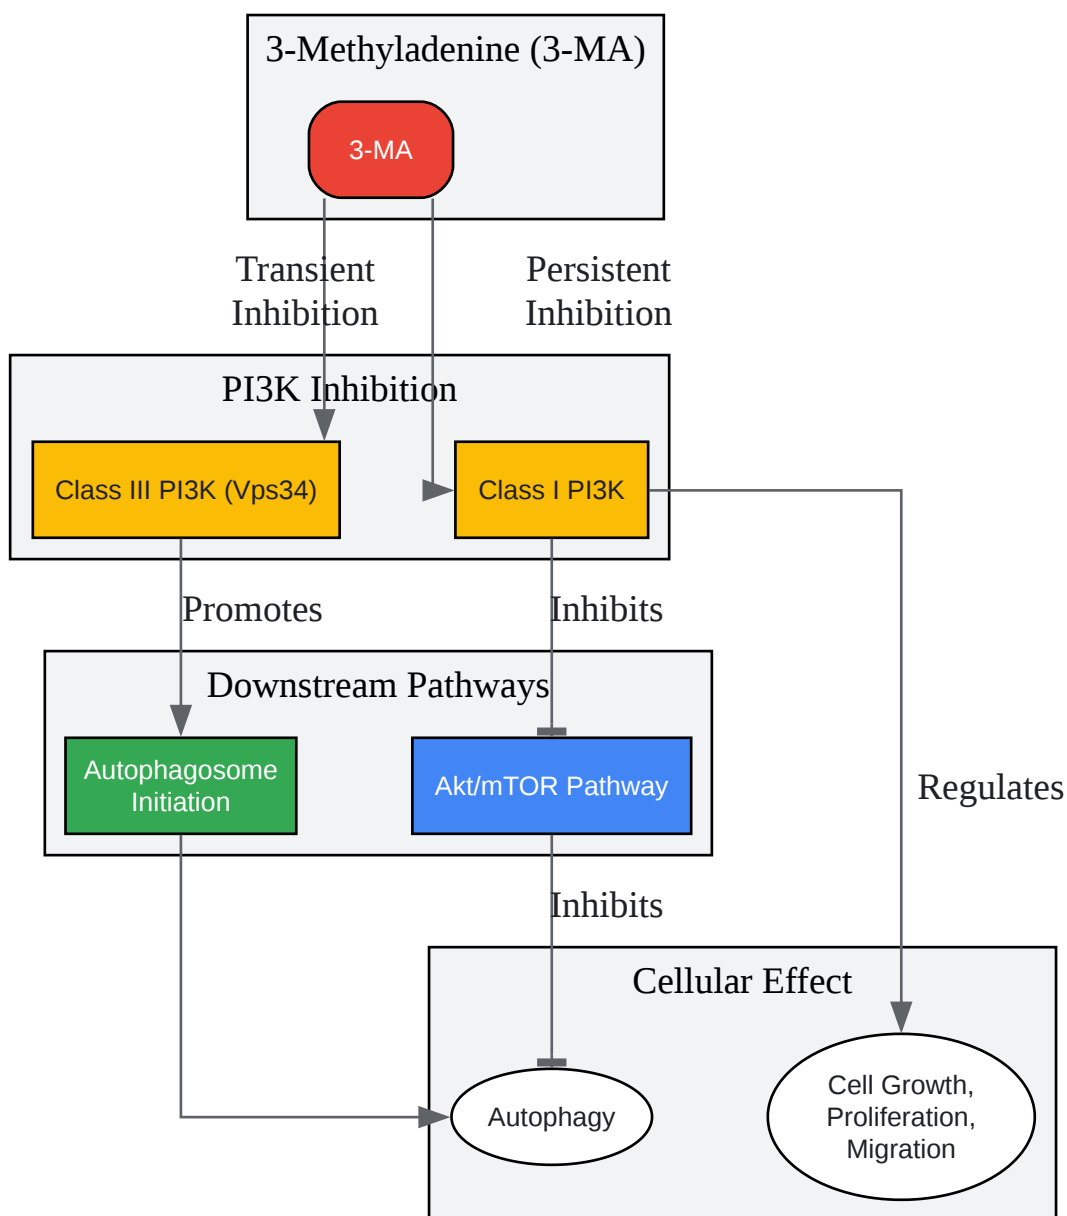 3-Methyladenine (3-MA)
3-MA
Transient
Inhibition
Persistent
Inhibition
PI3K Inhibition
Class III PI3K (Vps34)
Class I PI3K
Promotes
Inhibits
Downstream Pathways
Autophagosome
Initiation
Akt/mTOR Pathway
Regulates
Inhibits
Cellular Effect
Autophagy
Cell Growth,
Proliferation,
Migration